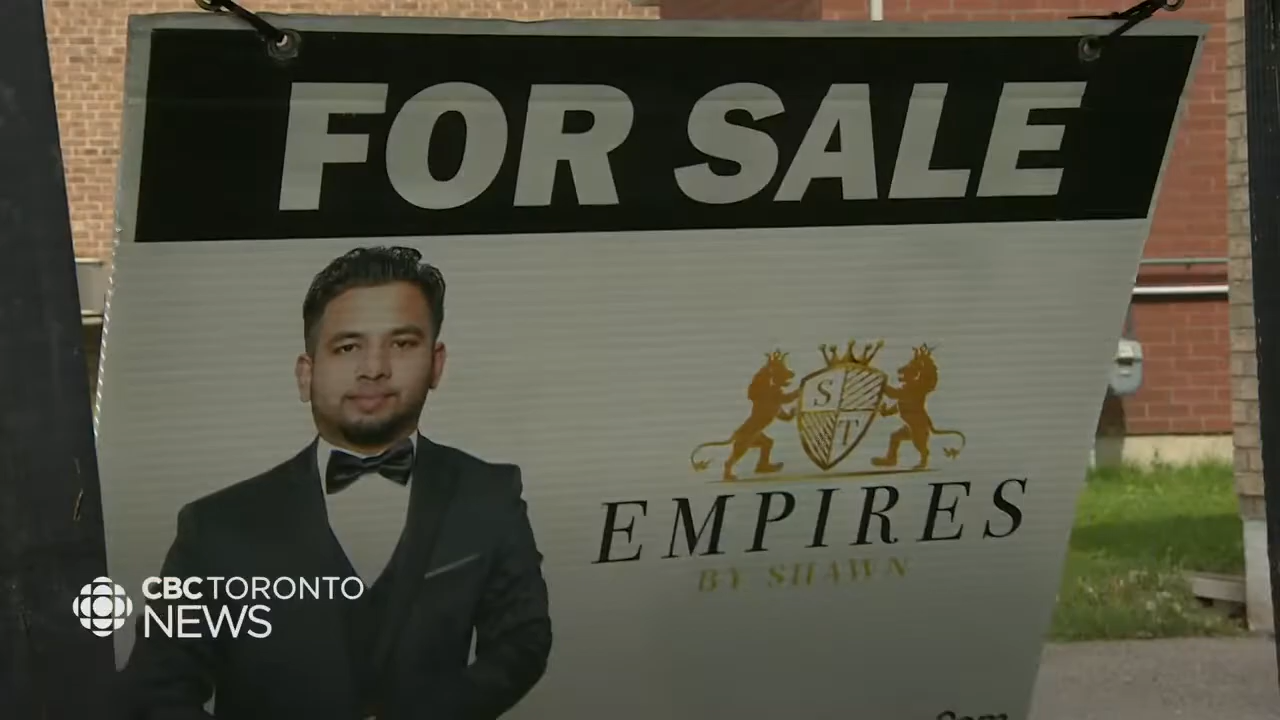 FOR SALE
S
T
EMPIRES
BY SHAWN
CBC TORONTO
NEWS